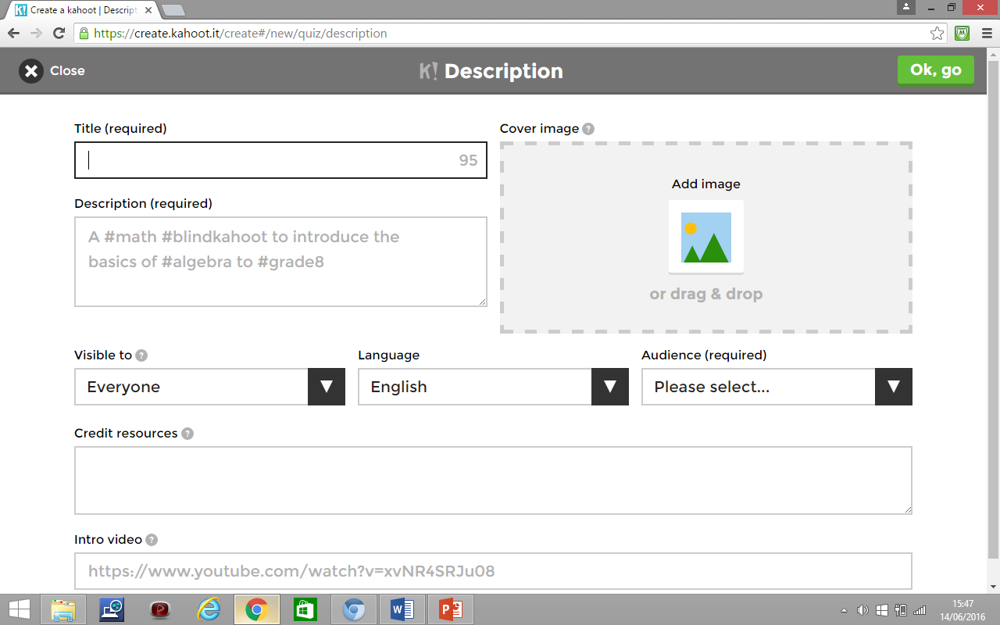 Create a kahoot | Descript
https://create.kahoot.it/create#/new/quiz/description
Close
K! Description
Ok, go
Title (required)
95
Cover image ?
Add image
or drag & drop
Description (required)
A #math #blindkahoot to introduce the
basics of #algebra to #grade8
Visible to ?
Everyone
Language
English
Audience (required)
Please select...
Credit resources ?
Intro video ?
https://www.youtube.com/watch?v=xvNR4SRJu08
15:47
14/06/2016